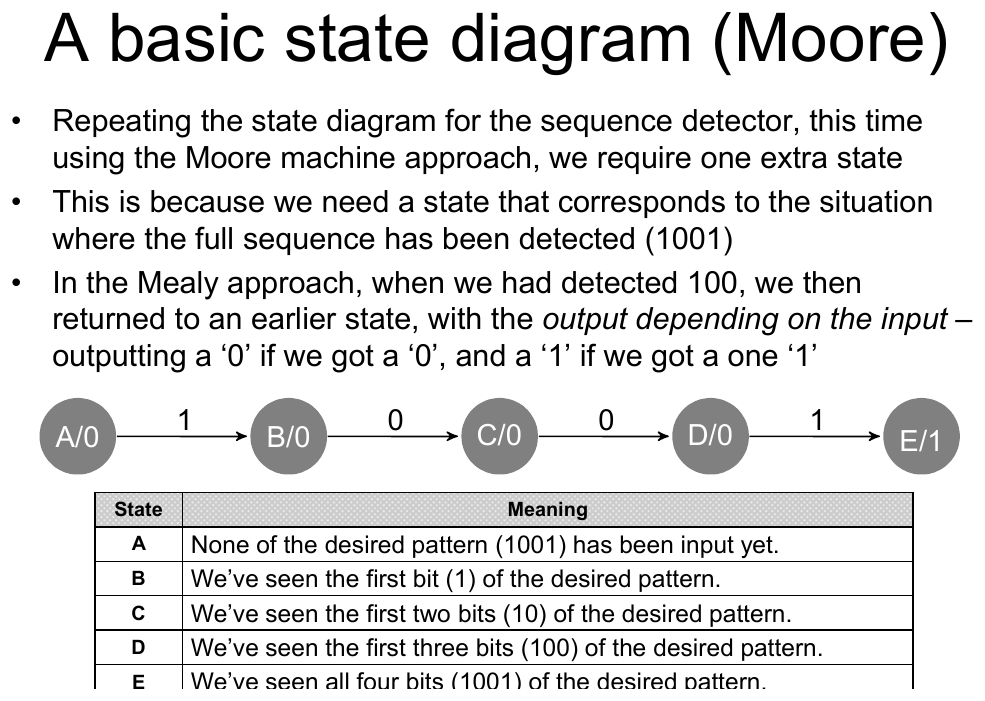 A basic state diagram (Moore)
• Repeating the state diagram for the sequence detector, this time
using the Moore machine approach, we require one extra state
• This is because we need a state that corresponds to the situation
where the full sequence has been detected (1001)
• In the Mealy approach, when we had detected 100, we then
returned to an earlier state, with the output depending on the input –
outputting a ‘0’ if we got a ‘0’, and a ‘1’ if we got a one ‘1’
A/0 1 B/0 0 C/0 0 D/0 1 E/1
State Meaning
A None of the desired pattern (1001) has been input yet.
B We’ve seen the first bit (1) of the desired pattern.
C We’ve seen the first two bits (10) of the desired pattern.
D We’ve seen the first three bits (100) of the desired pattern.
E We’ve seen all four bits (1001) of the desired pattern.